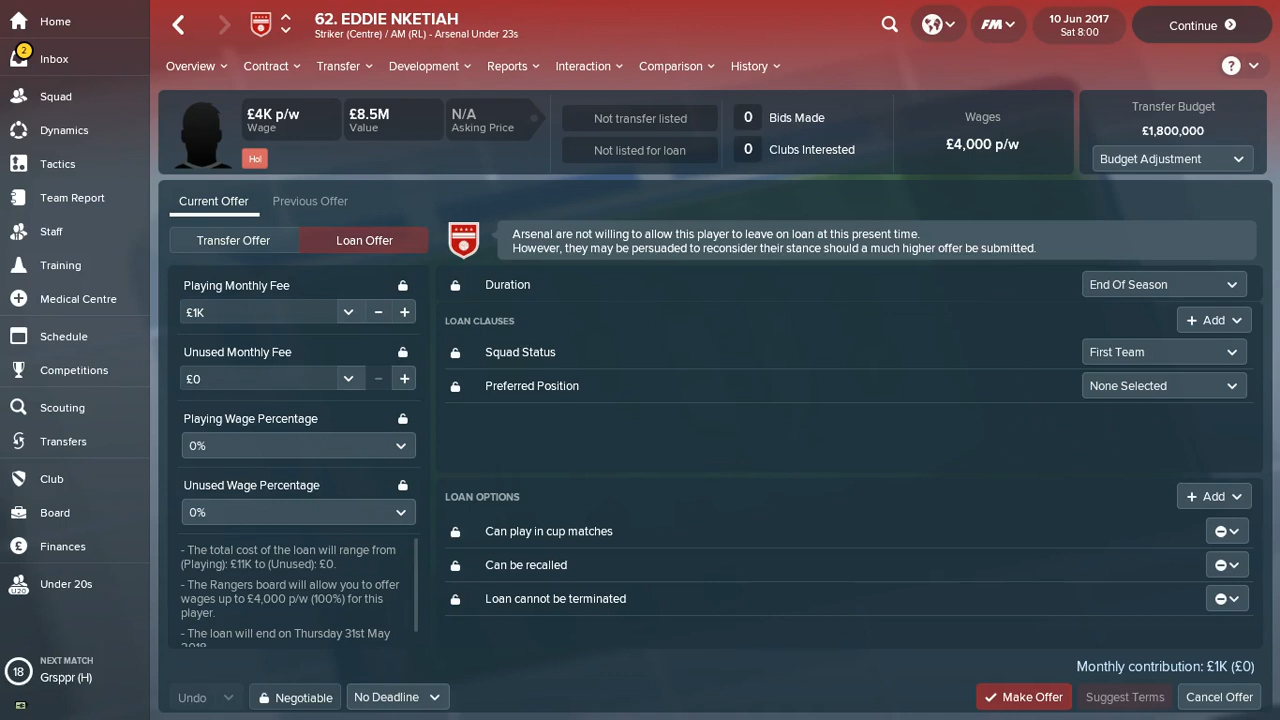 Home
2
Inbox
Squad
Dynamics
Tactics
Team Report
Staff
Training
Medical Centre
Schedule
Competitions
Scouting
Transfers
Club
Board
£
Finances
U20
Under 20s
18
NEXT MATCH
Grsppr (H)
62. EDDIE NKETIAH
Striker (Centre) / AM (RL) - Arsenal Under 23s
FM
10 Jun 2017
Sat 8:00
Continue
Overview
Contract
Transfer
Development
Reports
Interaction
Comparison
History
?
£4K p/w
Wage
£8.5M
Value
N/A
Asking Price
Hol
Not transfer listed
Not listed for loan
0 Bids Made
0 Clubs Interested
Wages
£4,000 p/w
Transfer Budget
£1,800,000
Budget Adjustment
Current Offer
Previous Offer
Transfer Offer
Loan Offer
Arsenal are not willing to allow this player to leave on loan at this present time.
However, they may be persuaded to reconsider their stance should a much higher offer be submitted.
Playing Monthly Fee
£1K
Unused Monthly Fee
£0
Playing Wage Percentage
0%
Unused Wage Percentage
0%
- The total cost of the loan will range from
(Playing): £11K to (Unused): £0.
- The Rangers board will allow you to offer
wages up to £4,000 p/w (100%) for this
player.
- The loan will end on Thursday 31st May
2018.
Duration
End Of Season
LOAN CLAUSES
Add
Squad Status
First Team
Preferred Position
None Selected
LOAN OPTIONS
Add
Can play in cup matches
Can be recalled
Loan cannot be terminated
Monthly contribution: £1K (£0)
Undo
Negotiable
No Deadline
Make Offer
Suggest Terms
Cancel Offer